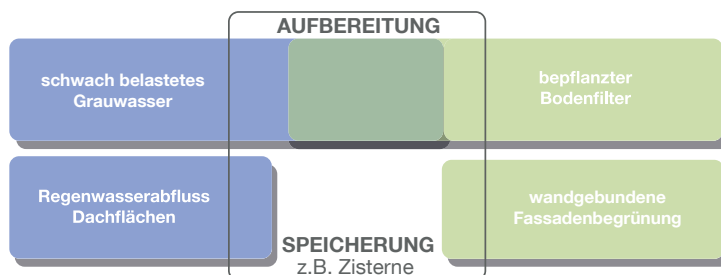 AUFBEREITUNG
schwach belastetes
Grauwasser
bepflanzter
Bodenfilter
Regenwasserabfluss
Dachflächen
wandgebundene
Fassadenbegrünung
SPEICHERUNG
z.B. Zisterne